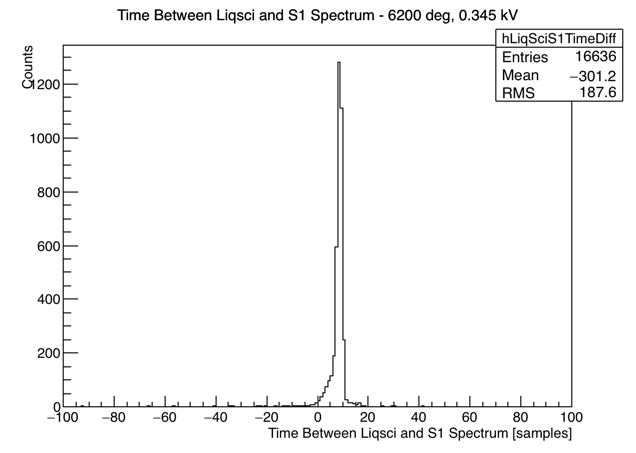 Time Between Liqsci and S1 Spectrum - 6200 deg, 0.345 kV
hLiqSciS1TimeDiff
Entries 16636
Mean −301.2
RMS 187.6
Counts
1200
1000
800
600
400
200
0
−100 −80 −60 −40 −20 0 20 40 60 80 100
Time Between Liqsci and S1 Spectrum [samples]